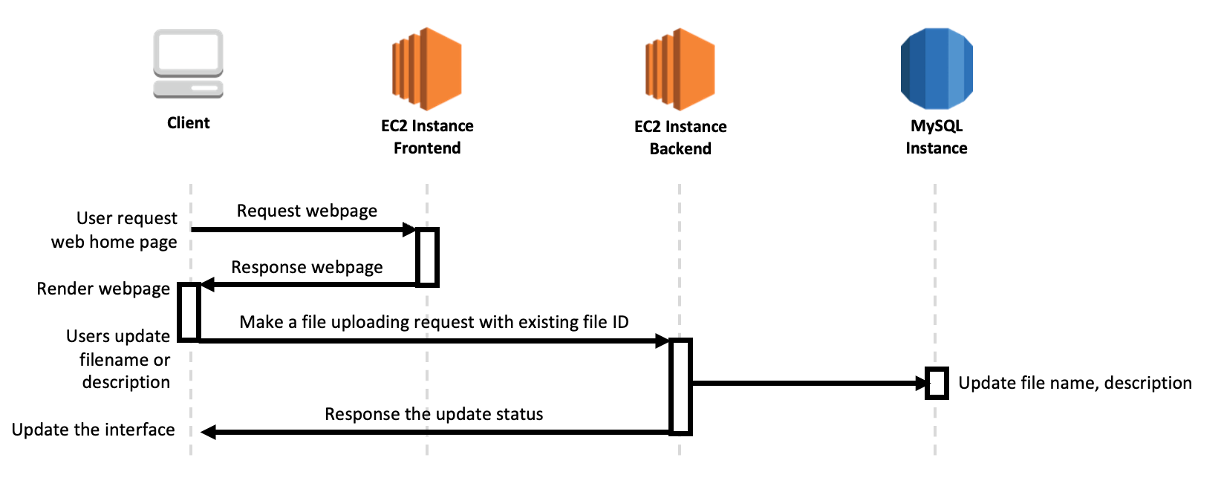 Client
EC2 Instance
Frontend
EC2 Instance
Backend
MySQL
Instance
User request
web home page
Request webpage
Response webpage
Render webpage
Users update
filename or
description
Make a file uploading request with existing file ID
Update file name, description
Response the update status
Update the interface